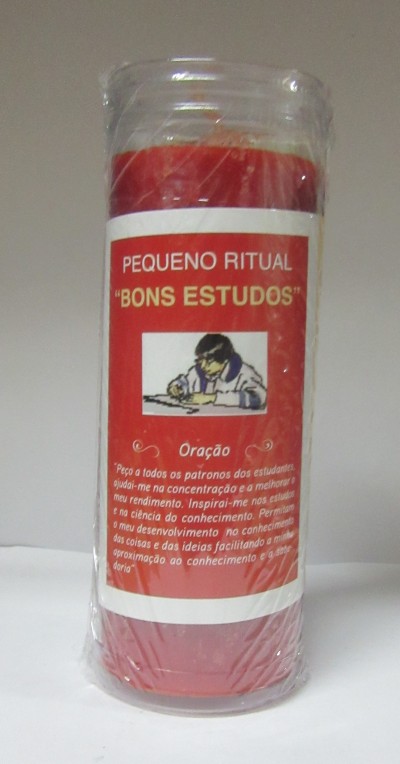 PEQUENO RITUAL
"BONS ESTUDOS"
Oração
"Peço a todos os patronos dos estudantes,
ajudai-me na concentração e a melhorar o
meu rendimento. Inspirai-me nos estudos
e na ciência do conhecimento. Permitam
o meu desenvolvimento no conhecimento
das coisas e das ideias facilitando a minha
aproximação ao conhecimento e a sabe-
doria"